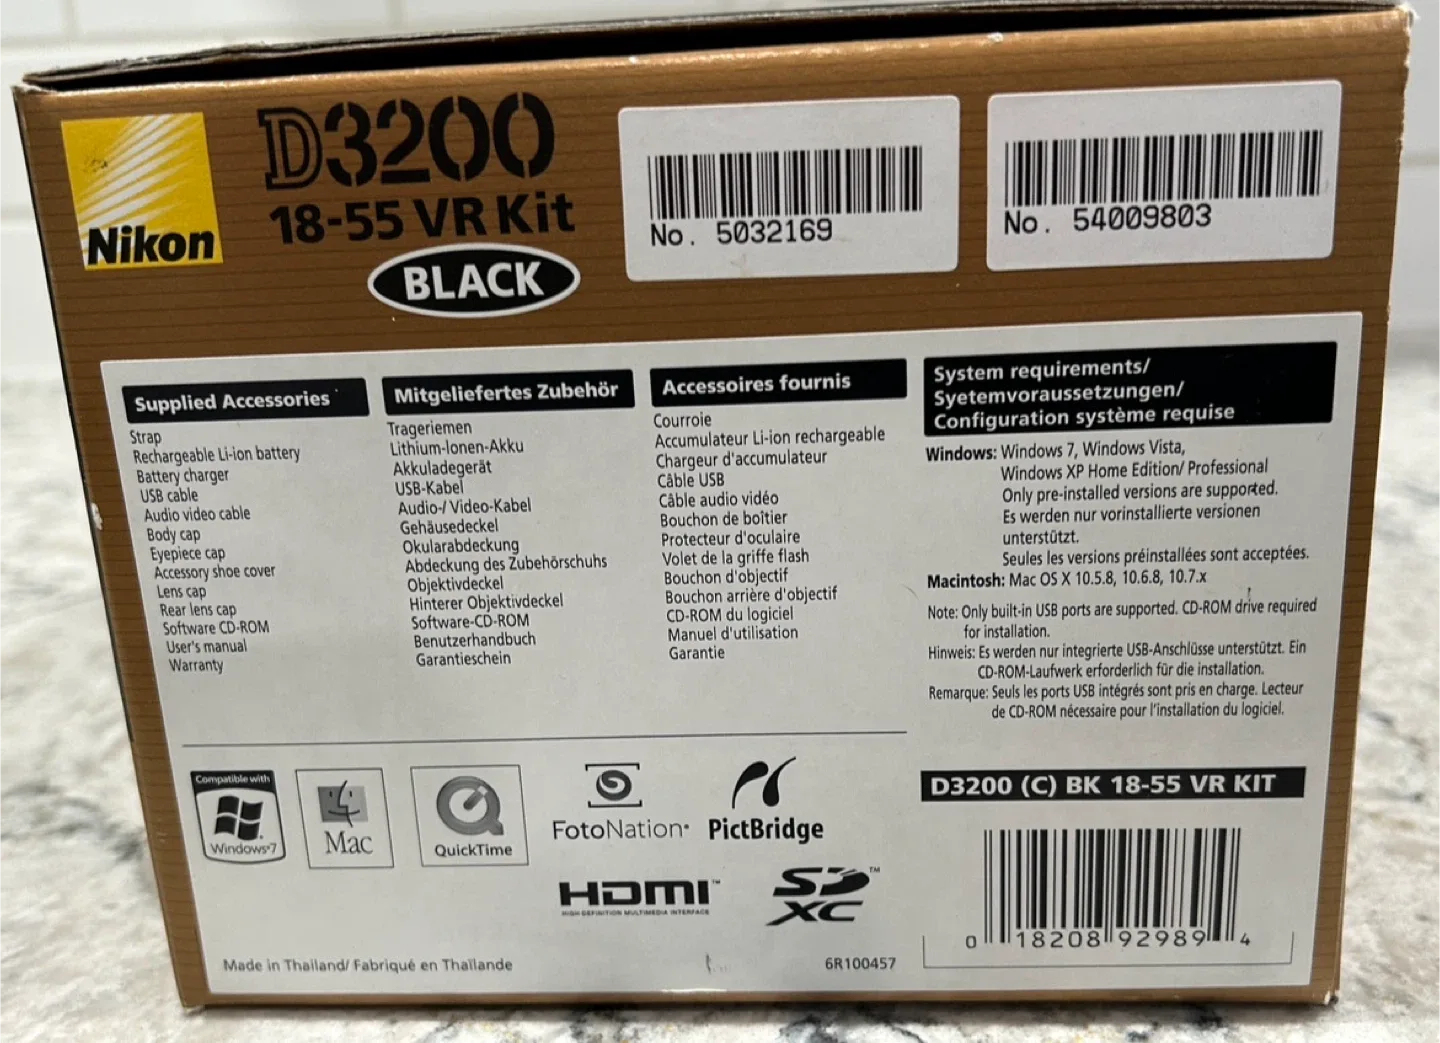 Nikon
D3200
18-55 VR Kit
BLACK
No. 5032169
No. 54009803
Supplied Accessories
Strap
Rechargeable Li-ion battery
Battery charger
USB cable
Audio video cable
Body cap
Eyepiece cap
Accessory shoe cover
Lens cap
Rear lens cap
Software CD-ROM
User's manual
Warranty
Mitgeliefertes Zubehör
Trageriemen
Lithium-Ionen-Akku
Akkuladegerät
USB-Kabel
Audio-/ Video-Kabel
Gehäusedeckel
Okularabdeckung
Abdeckung des Zubehörschuhs
Objektivdeckel
Hinterer Objektivdeckel
Software-CD-ROM
Benutzerhandbuch
Garantieschein
Accessoires fournis
Courroie
Accumulateur Li-ion rechargeable
Chargeur d'accumulateur
Câble USB
Câble audio vidéo
Bouchon de boîtier
Protecteur d'oculaire
Volet de la griffe flash
Bouchon d'objectif
Bouchon arrière d'objectif
CD-ROM du logiciel
Manuel d'utilisation
Garantie
System requirements/
Syetemvoraussetzungen/
Configuration système requise
Windows: Windows 7, Windows Vista,
Windows XP Home Edition/ Professional
Only pre-installed versions are supported.
Es werden nur vorinstallierte versionen
unterstützt.
Seules les versions préinstallées sont acceptées.
Macintosh: Mac OS X 10.5.8, 10.6.8, 10.7.x
Note: Only built-in USB ports are supported. CD-ROM drive required
for installation.
Hinweis: Es werden nur integrierte USB-Anschlüsse unterstützt. Ein
CD-ROM-Laufwerk erforderlich für die installation.
Remarque: Seuls les ports USB intégrés sont pris en charge. Lecteur
de CD-ROM nécessaire pour l'installation du logiciel.
Compatible with
Windows 7
Mac
QuickTime
FotoNation
PictBridge
HDMI™
HIGH-DEFINITION MULTIMEDIA INTERFACE
SD™
XC
D3200 (C) BK 18-55 VR KIT
0 18208 92989 4
Made in Thailand/ Fabriqué en Thaïlande
6R100457